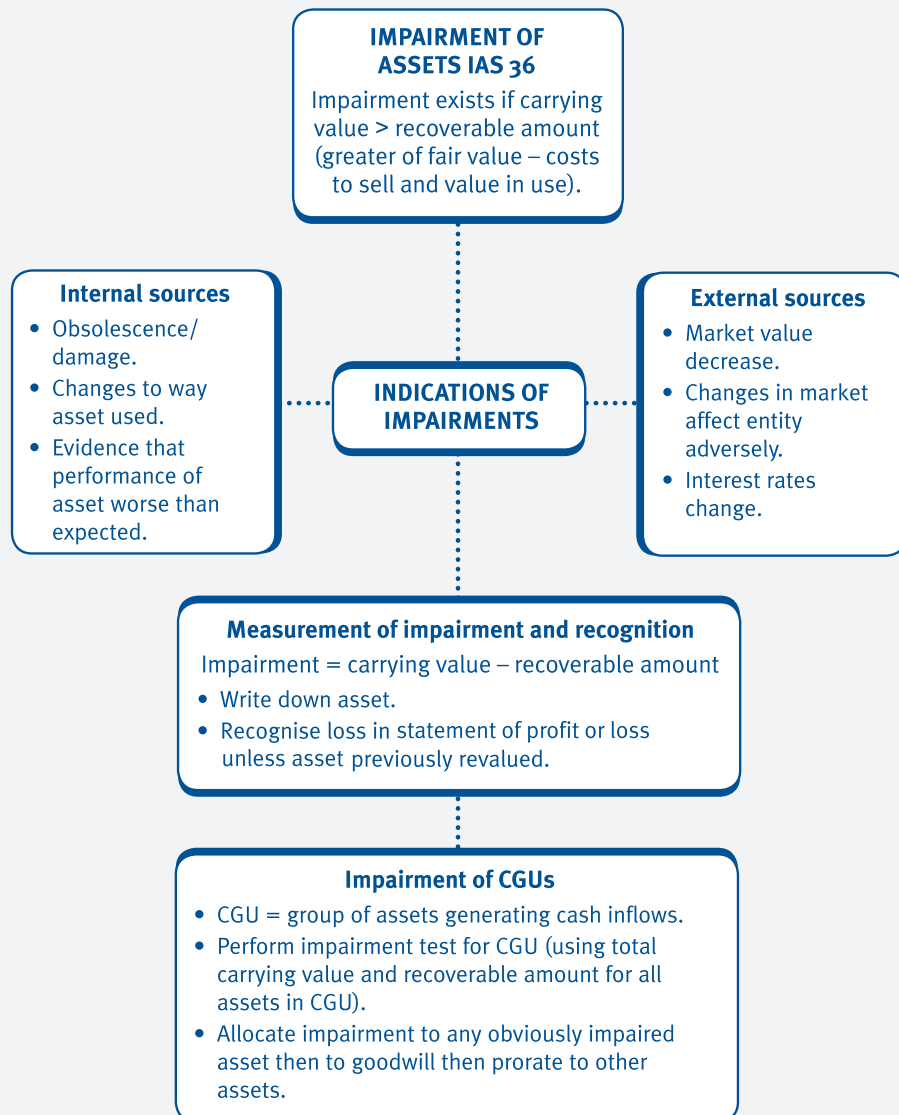 IMPAIRMENT OF
ASSETS IAS 36
Impairment exists if carrying
value > recoverable amount
(greater of fair value – costs
to sell and value in use).
Internal sources
• Obsolescence/
damage.
• Changes to way
asset used.
• Evidence that
performance of
asset worse than
expected.
INDICATIONS OF
IMPAIRMENTS
External sources
• Market value
decrease.
• Changes in market
affect entity
adversely.
• Interest rates
change.
Measurement of impairment and recognition
Impairment = carrying value – recoverable amount
• Write down asset.
• Recognise loss in statement of profit or loss
unless asset previously revalued.
Impairment of CGUs
• CGU = group of assets generating cash inflows.
• Perform impairment test for CGU (using total
carrying value and recoverable amount for all
assets in CGU).
• Allocate impairment to any obviously impaired
asset then to goodwill then prorate to other
assets.